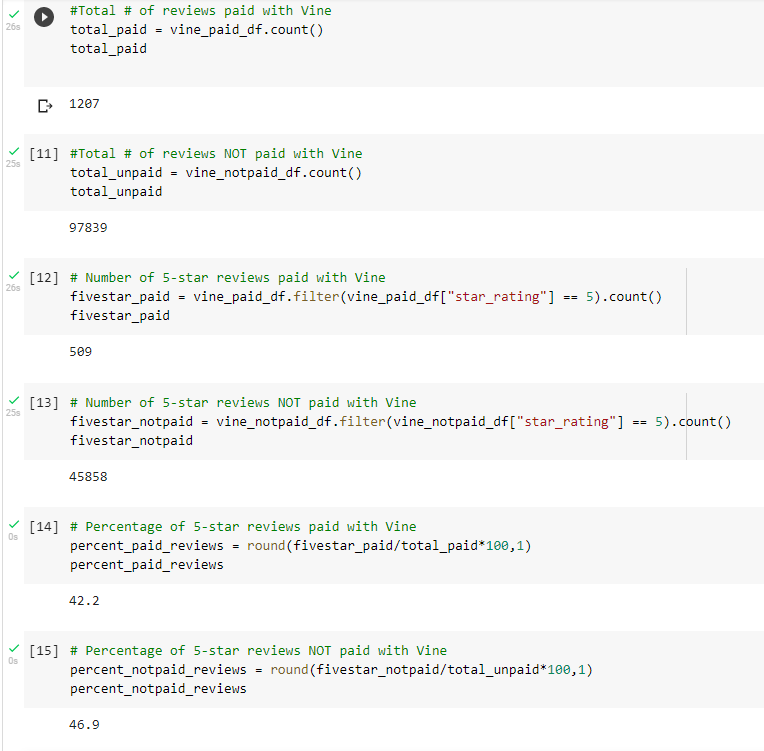 #Total # of reviews paid with Vine
26s
total_paid = vine_paid_df.count()
total_paid
1207
[11] #Total # of reviews NOT paid with Vine
25s
total_unpaid = vine_notpaid_df.count()
total_unpaid
97839
[12] # Number of 5-star reviews paid with Vine
26s
fivestar_paid = vine_paid_df.filter(vine_paid_df["star_rating"] == 5).count()
fivestar_paid
509
[13] # Number of 5-star reviews NOT paid with Vine
25s
fivestar_notpaid = vine_notpaid_df.filter(vine_notpaid_df["star_rating"] == 5).count()
fivestar_notpaid
45858
[14] # Percentage of 5-star reviews paid with Vine
0s
percent_paid_reviews = round(fivestar_paid/total_paid*100,1)
percent_paid_reviews
42.2
[15] # Percentage of 5-star reviews NOT paid with Vine
0s
percent_notpaid_reviews = round(fivestar_notpaid/total_unpaid*100,1)
percent_notpaid_reviews
46.9